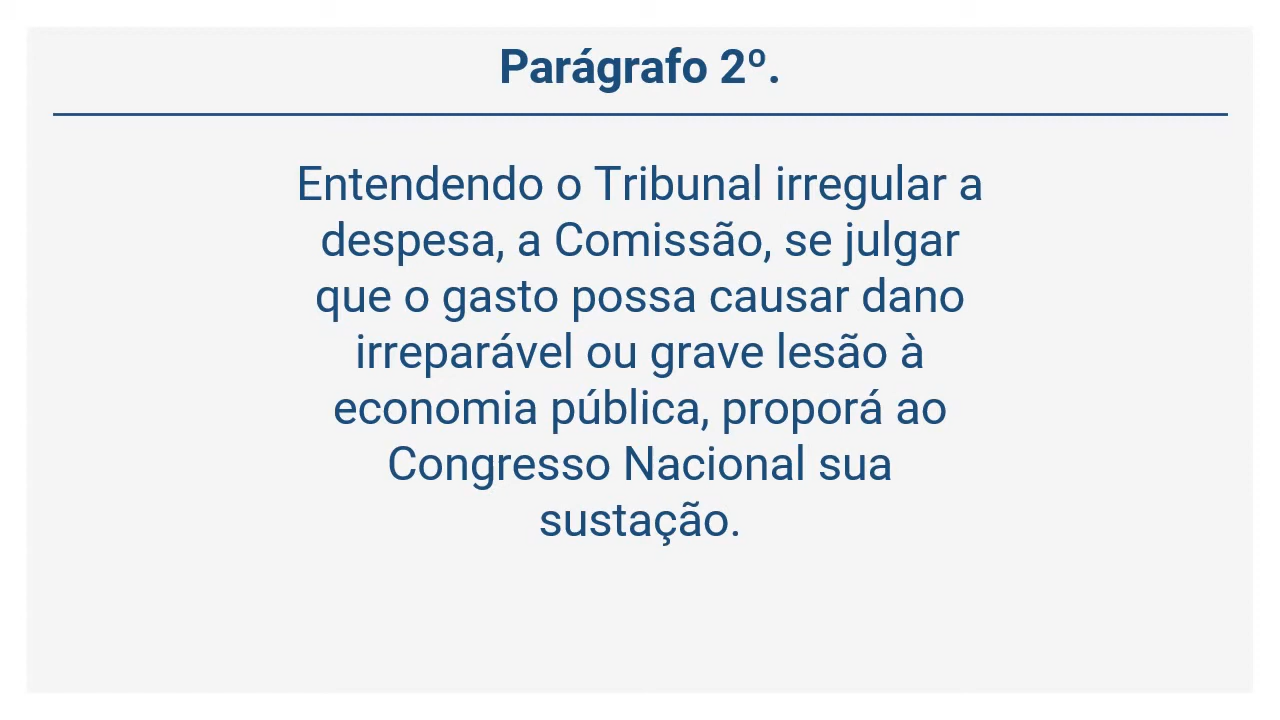 Parágrafo 2º.
Entendendo o Tribunal irregular a
despesa, a Comissão, se julgar
que o gasto possa causar dano
irreparável ou grave lesão à
economia pública, proporá ao
Congresso Nacional sua
sustação.